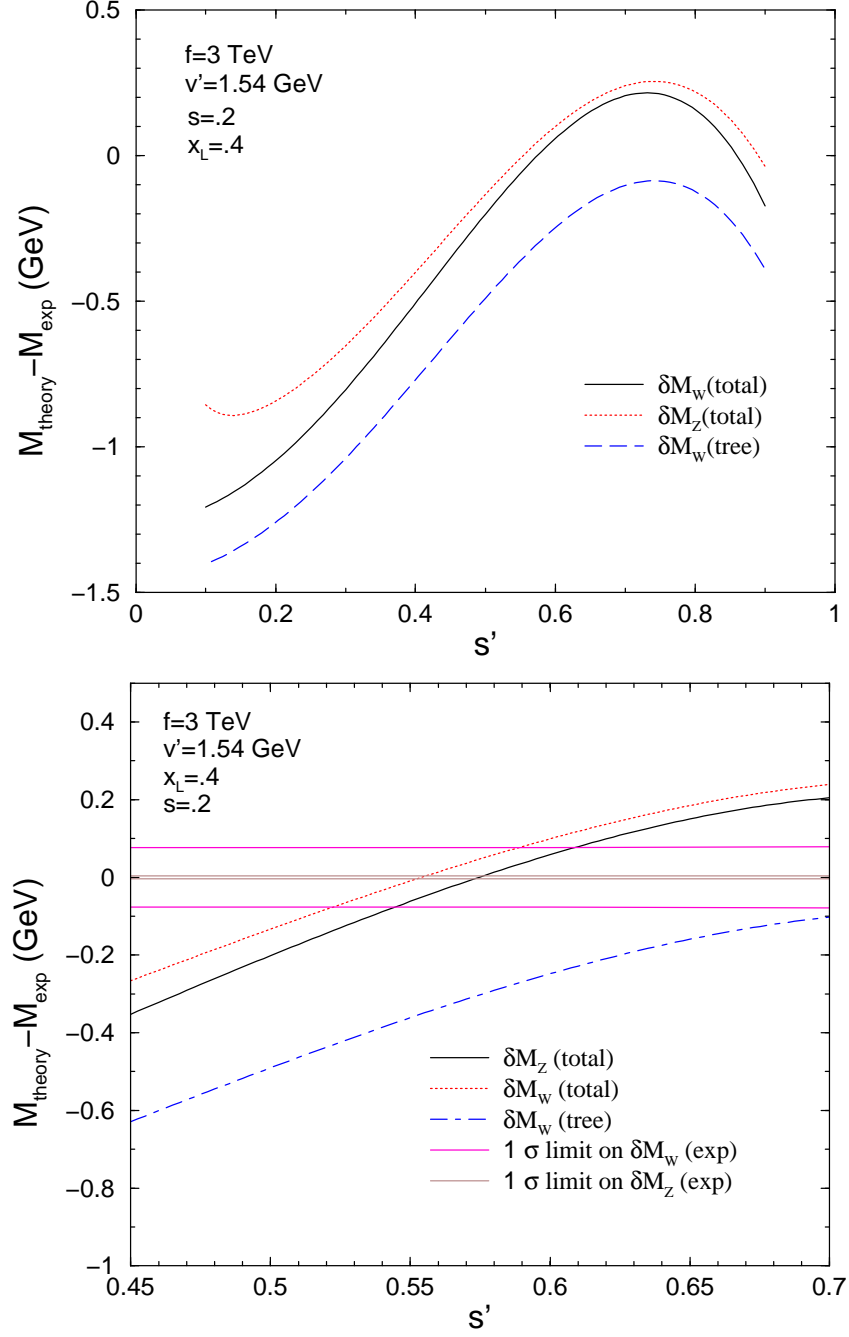 0.5
f=3 TeV
v'=1.54 GeV
s=.2
x_L=.4
0
−0.5
−1
−1.5
M_theory−M_exp (GeV)
δM_W(total)
δM_Z(total)
δM_W(tree)
0 0.2 0.4 0.6 0.8 1
s'
f=3 TeV
v'=1.54 GeV
x_L=.4
s=.2
0.4
0.2
0
−0.2
−0.4
−0.6
−0.8
−1
M_theory−M_exp (GeV)
δM_Z (total)
δM_W (total)
δM_W (tree)
1 σ limit on δM_W (exp)
1 σ limit on δM_Z (exp)
0.45 0.5 0.55 0.6 0.65 0.7
s'